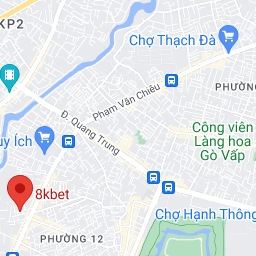 KP2
Chợ Thạch Đà
PHƯỜNG
Phạm Văn Chiêu
Đ. Quang Trung
uy Ích
Công viên
Làng hoa
Gò Vấp
8kbet
Chợ Hạnh Thông
PHƯỜNG 12